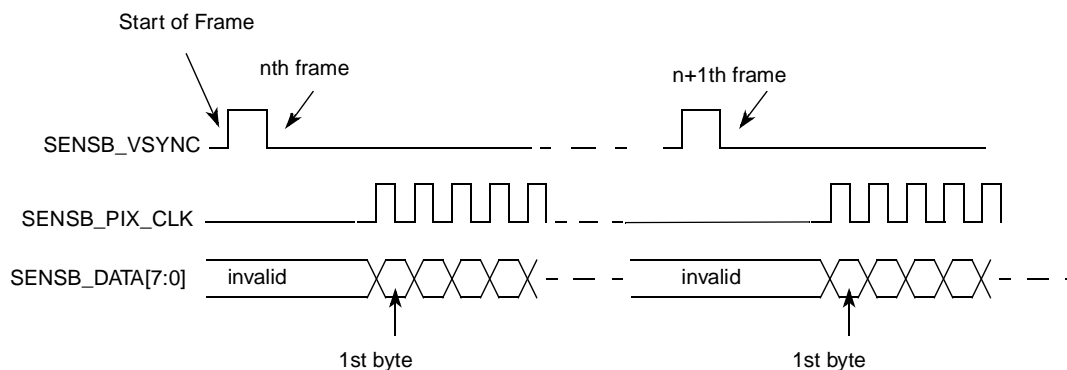 Start of Frame
nth frame
n+1th frame
SENSB_VSYNC
SENSB_PIX_CLK
SENSB_DATA[7:0]
invalid
invalid
1st byte
1st byte